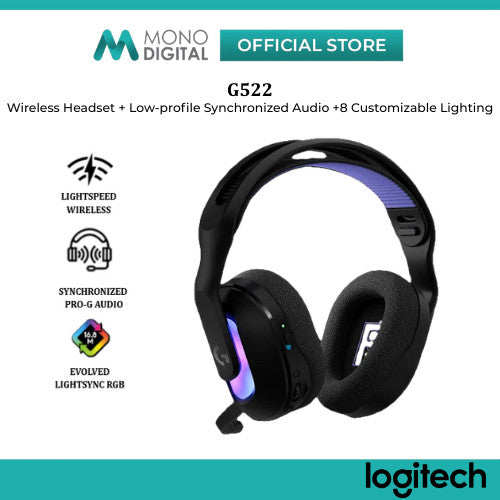 MONO
DIGITAL
OFFICIAL STORE
G522
Wireless Headset + Low-profile Synchronized Audio +8 Customizable Lighting
LIGHTSPEED
WIRELESS
SYNCHRONIZED
PRO-G AUDIO
16.8
M
EVOLVED
LIGHTSYNC RGB
logitech